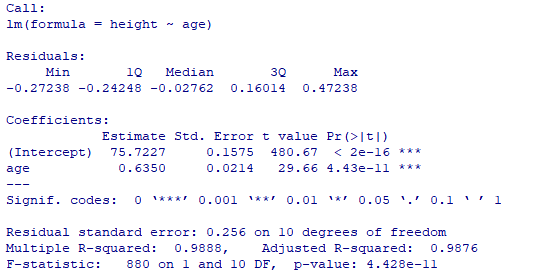 Call:
lm(formula = height ~ age)
Residuals:
Min 1Q Median 3Q Max
-0.27238 -0.24248 -0.02762 0.16014 0.47238
Coefficients:
Estimate Std. Error t value Pr(>|t|)
(Intercept) 75.7227 0.1575 480.67 < 2e-16 ***
age 0.6350 0.0214 29.66 4.43e-11 ***
---
Signif. codes: 0 ‘***’ 0.001 ‘**’ 0.01 ‘*’ 0.05 ‘.’ 0.1 ‘ ’ 1
Residual standard error: 0.256 on 10 degrees of freedom
Multiple R-squared: 0.9888, Adjusted R-squared: 0.9876
F-statistic: 880 on 1 and 10 DF, p-value: 4.428e-11